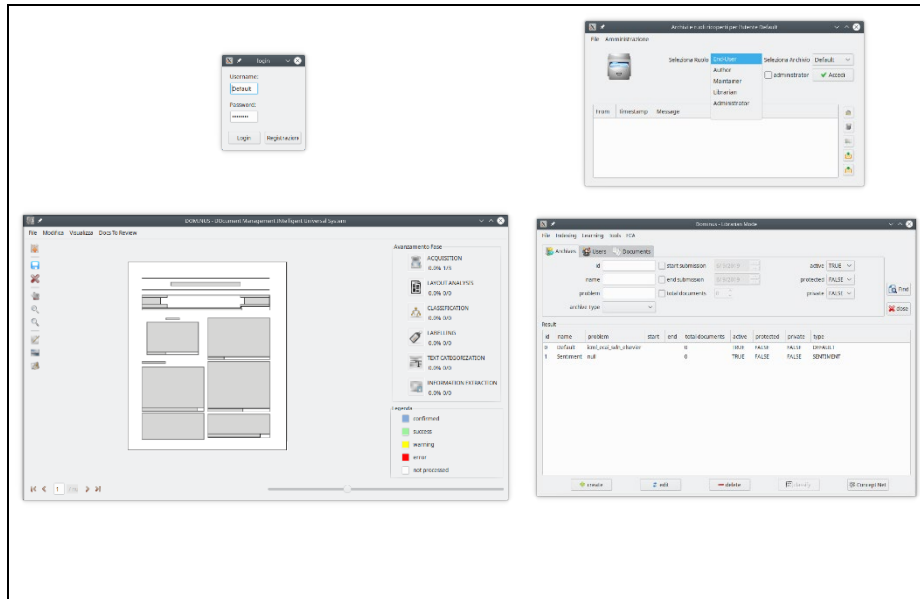 login
Username:
Default
Password:
Login Registrazioni
Archivi e ruoli ricoperti per l'utente Default
File Amministrazione
Seleziona Ruolo End-User Seleziona Archivio Default
Author
Maintainer
Librarian
Administrator
administrator Accedi
From Timestamp Message
DOMINUS - DOcument Management INtelligent Universal System
File Modifica Visualizza Docs To Review
Avanzamento Fase
ACQUISITION
0.0% 1/0
LAYOUT ANALYSIS
0.0% 0/0
CLASSIFICATION
0.0% 0/0
LABELLING
0.0% 0/0
TEXT CATEGORIZATION
0.0% 0/0
INFORMATION EXTRACTION
0.0% 0/0
Legenda
confirmed
success
warning
error
not processed
1
Dominus - Librarian Mode
File Indexing Learning Tools FCA
Archives Users Documents
id start submission active TRUE
name end submission protected FALSE
problem total documents private FALSE
archive type
Find
close
Result
id name problem start end total documents active protected private type
0 Default 0 TRUE FALSE FALSE DEFAULT
1 Sentiment null 0 TRUE FALSE FALSE SENTIMENT
create edit delete Concept Net